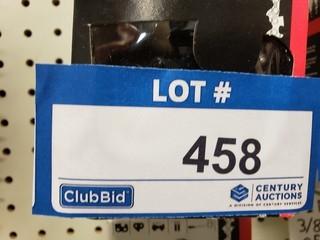 LOT #
458
ClubBid
CENTURY
AUCTIONS
A DIVISION OF CENTURY SERVICES
3/8